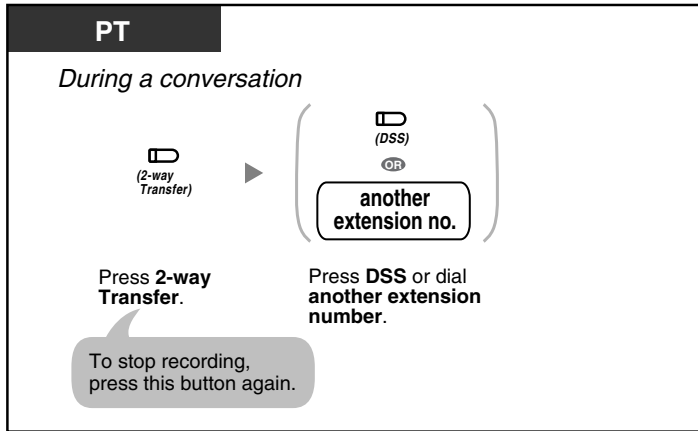 PT
During a conversation
(DSS)
OR
(2-way
Transfer)
another
extension no.
Press 2-way
Transfer.
Press DSS or dial
another extension
number.
To stop recording,
press this button again.